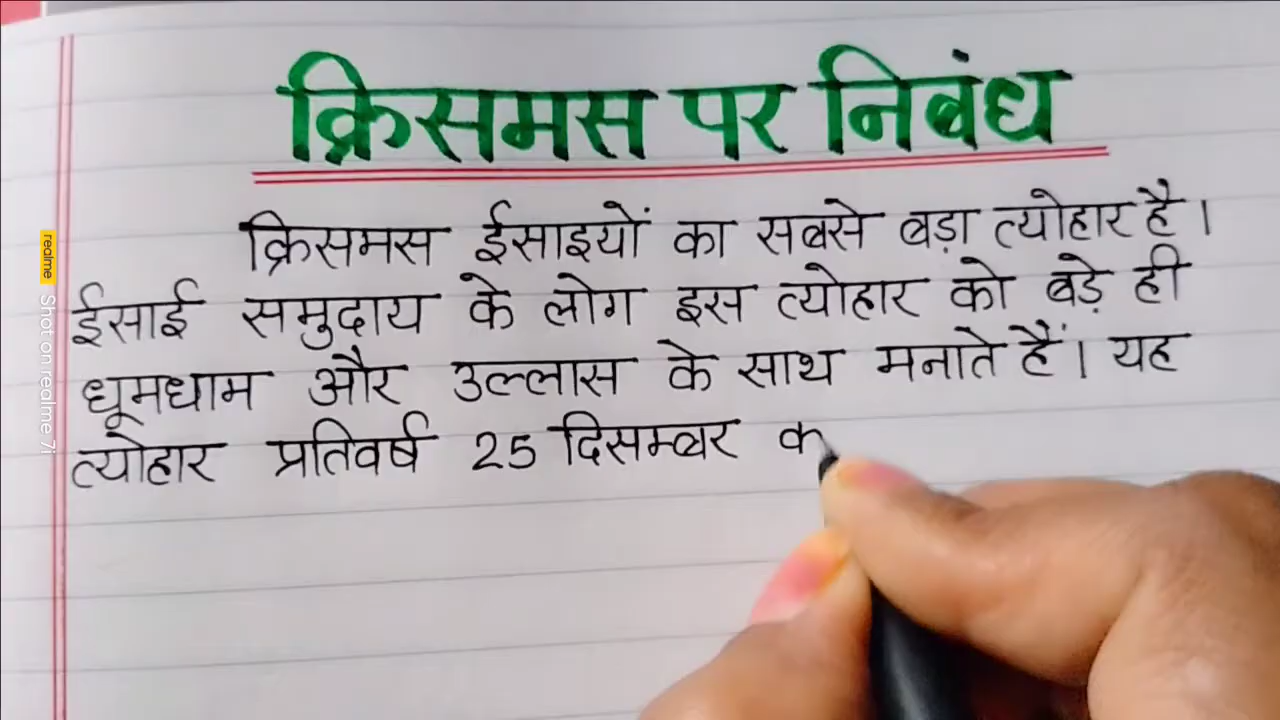 क्रिसमस पर निबंध
क्रिसमस ईसाइयों का सबसे बड़ा त्योहार है।
ईसाई समुदाय के लोग इस त्योहार को बड़े ही
धूमधाम और उल्लास के साथ मनाते हैं। यह
त्योहार प्रतिवर्ष 25 दिसम्बर क
realme Shot on realme 7i